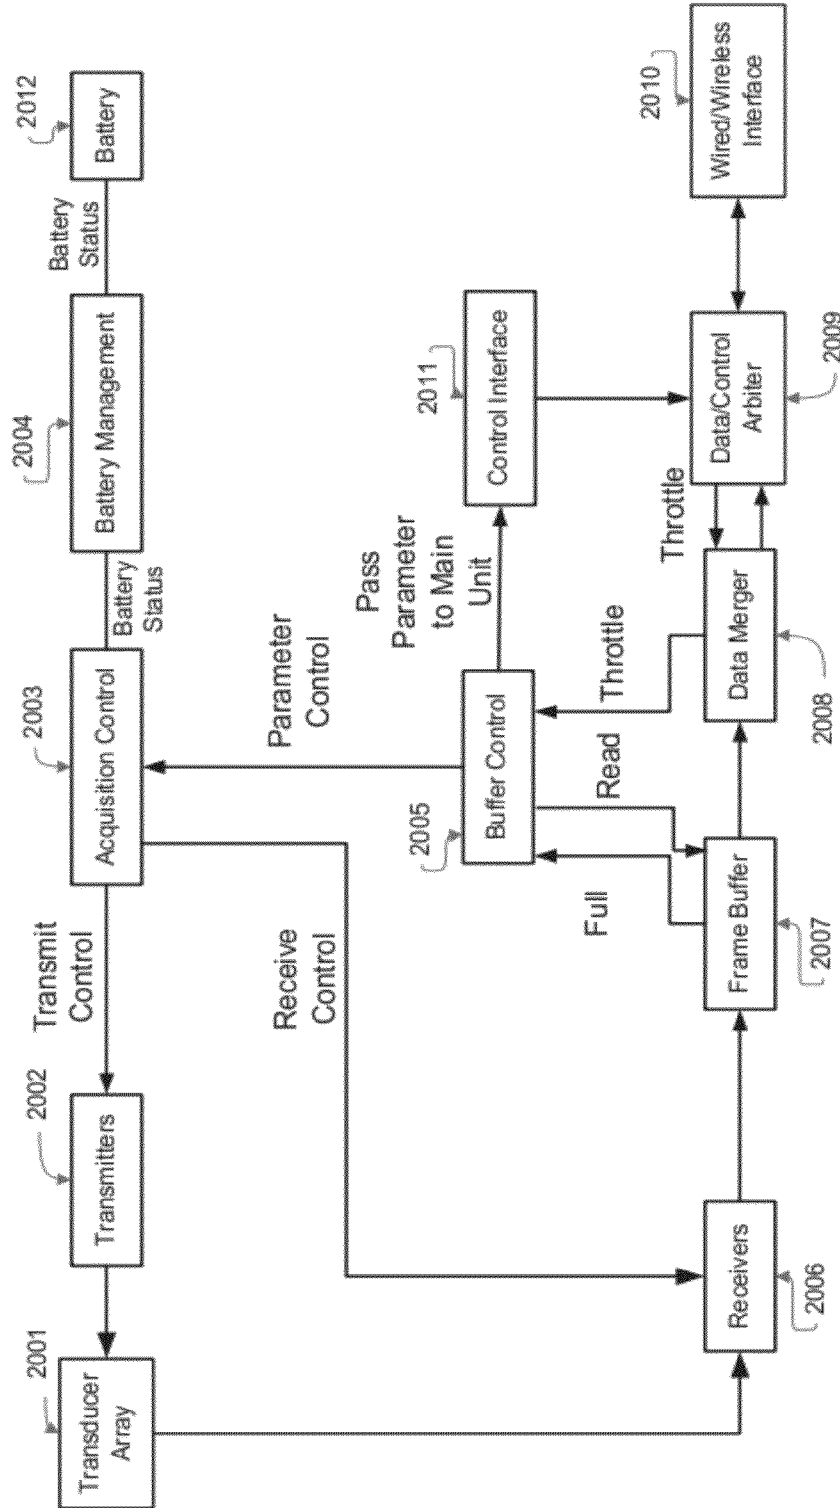 2001
Transducer
Array
2002
Transmitters
Transmit
Control
2003
Acquisition Control
Battery
Status
2004
Battery Management
Battery
Status
2012
Battery
Receive
Control
Parameter
Control
2005
Buffer Control
Pass
Parameter
to Main
Unit
2011
Control Interface
Full
Read
Throttle
Throttle
2010
Wired/Wireless
Interface
Receivers
2006
Frame Buffer
2007
Data Merger
2008
Data/Control
Arbiter
2009